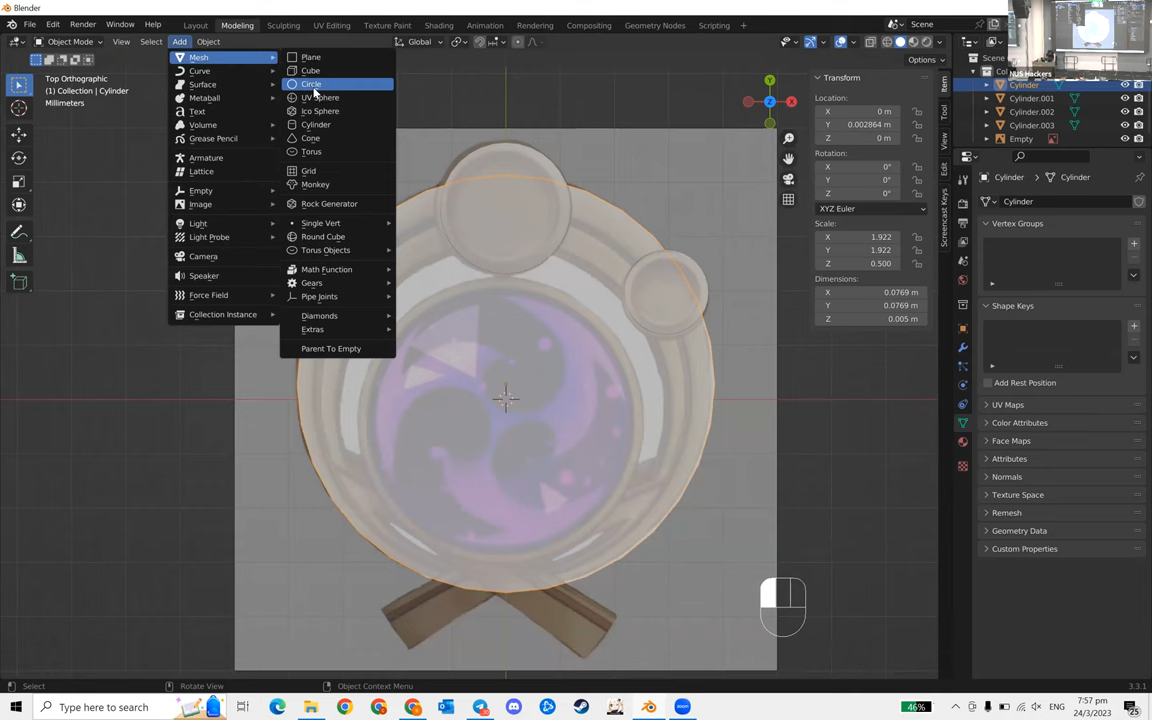 Blender
File Edit Render Window Help Layout Modeling Sculpting UV Editing Texture Paint Shading Animation Rendering Compositing Geometry Nodes Scripting Scene
Object Mode View Select Add Object Global
Options
Top Orthographic
(1) Collection | Cylinder
Millimeters
Mesh
Curve
Surface
Metaball
Text
Volume
Grease Pencil
Armature
Lattice
Empty
Image
Light
Light Probe
Camera
Speaker
Force Field
Collection Instance
Plane
Cube
Circle
UV Sphere
Ico Sphere
Cylinder
Cone
Torus
Grid
Monkey
Rock Generator
Single Vert
Round Cube
Torus Objects
Math Function
Gears
Pipe Joints
Diamonds
Extras
Parent To Empty
Y
Z
X
Transform
Location:
X 0 m
Y 0.002864 m
Z 0 m
Rotation:
X 0°
Y 0°
Z 0°
XYZ Euler
Scale:
X 1.922
Y 1.922
Z 0.500
Dimensions:
X 0.0769 m
Y 0.0769 m
Z 0.005 m
Item
Tool
View
Edit
Screencast Keys
NUS Hackers
Cylinder
Cylinder.001
Cylinder.002
Cylinder.003
Empty
Cylinder Cylinder
Cylinder
Vertex Groups
Shape Keys
Add Rest Position
UV Maps
Color Attributes
Face Maps
Attributes
Normals
Texture Space
Remesh
Geometry Data
Custom Properties
Select Rotate View Object Context Menu 3.3.1
Type here to search
46%
ENG
7:57 pm
24/3/2023
25